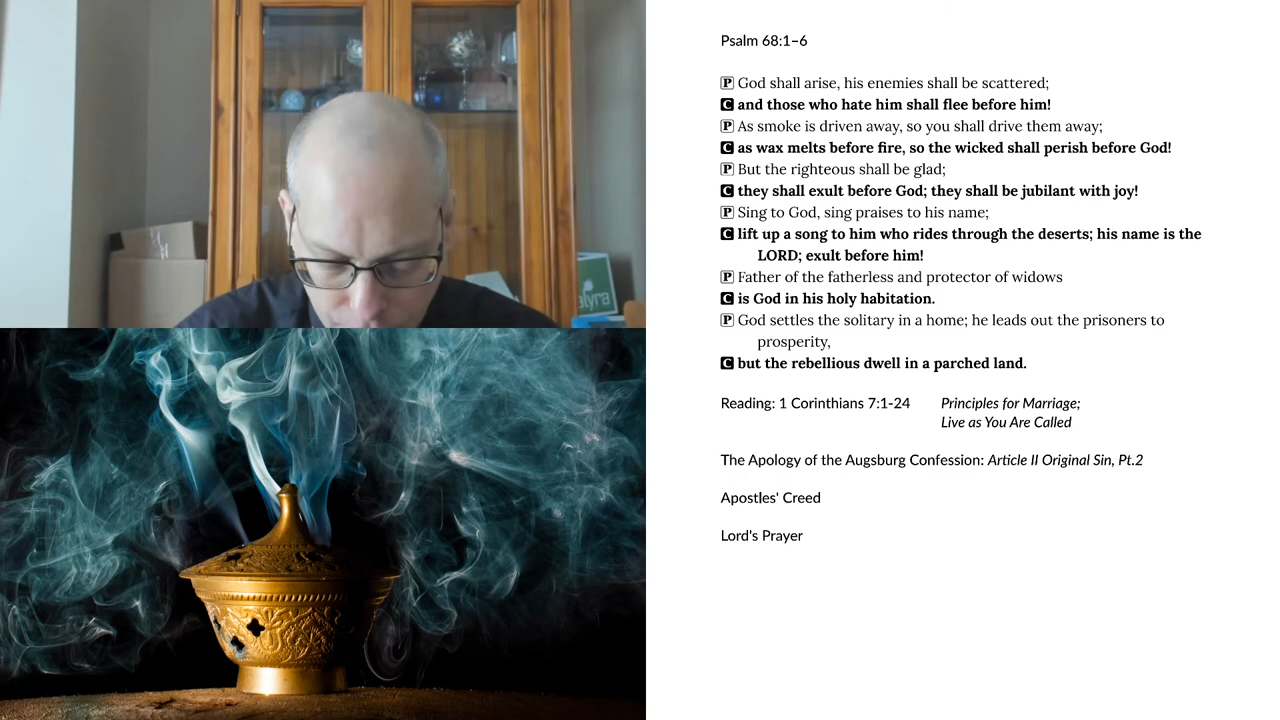 Psalm 68:1–6
P God shall arise, his enemies shall be scattered;
C and those who hate him shall flee before him!
P As smoke is driven away, so you shall drive them away;
C as wax melts before fire, so the wicked shall perish before God!
P But the righteous shall be glad;
C they shall exult before God; they shall be jubilant with joy!
P Sing to God, sing praises to his name;
C lift up a song to him who rides through the deserts; his name is the
LORD; exult before him!
P Father of the fatherless and protector of widows
C is God in his holy habitation.
P God settles the solitary in a home; he leads out the prisoners to
prosperity,
C but the rebellious dwell in a parched land.
Reading: 1 Corinthians 7:1-24 Principles for Marriage;
Live as You Are Called
The Apology of the Augsburg Confession: Article II Original Sin, Pt.2
Apostles' Creed
Lord's Prayer